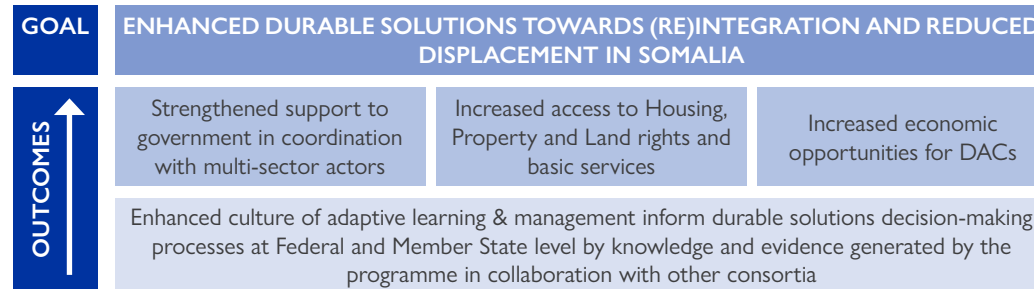 GOAL
ENHANCED DURABLE SOLUTIONS TOWARDS (RE)INTEGRATION AND REDUCED
DISPLACEMENT IN SOMALIA
OUTCOMES
Strengthened support to
government in coordination
with multi-sector actors
Increased access to Housing,
Property and Land rights and
basic services
Increased economic
opportunities for DACs
Enhanced culture of adaptive learning & management inform durable solutions decision-making
processes at Federal and Member State level by knowledge and evidence generated by the
programme in collaboration with other consortia